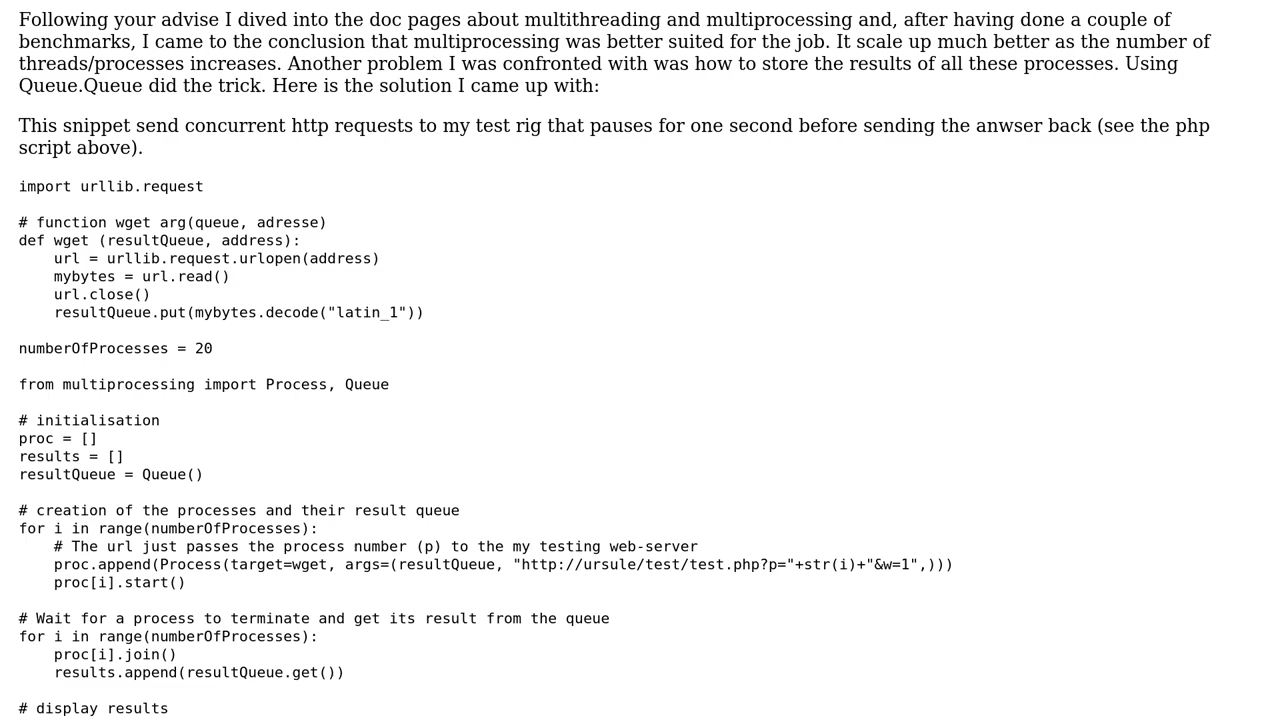 Following your advise I dived into the doc pages about multithreading and multiprocessing and, after having done a couple of
benchmarks, I came to the conclusion that multiprocessing was better suited for the job. It scale up much better as the number of
threads/processes increases. Another problem I was confronted with was how to store the results of all these processes. Using
Queue.Queue did the trick. Here is the solution I came up with:
This snippet send concurrent http requests to my test rig that pauses for one second before sending the anwser back (see the php
script above).
import urllib.request
# function wget arg(queue, adresse)
def wget (resultQueue, address):
    url = urllib.request.urlopen(address)
    mybytes = url.read()
    url.close()
    resultQueue.put(mybytes.decode("latin_1"))
numberOfProcesses = 20
from multiprocessing import Process, Queue
# initialisation
proc = []
results = []
resultQueue = Queue()
# creation of the processes and their result queue
for i in range(numberOfProcesses):
    # The url just passes the process number (p) to the my testing web-server
    proc.append(Process(target=wget, args=(resultQueue, "http://ursule/test/test.php?p="+str(i)+"&w=1",)))
    proc[i].start()
# Wait for a process to terminate and get its result from the queue
for i in range(numberOfProcesses):
    proc[i].join()
    results.append(resultQueue.get())
# display results